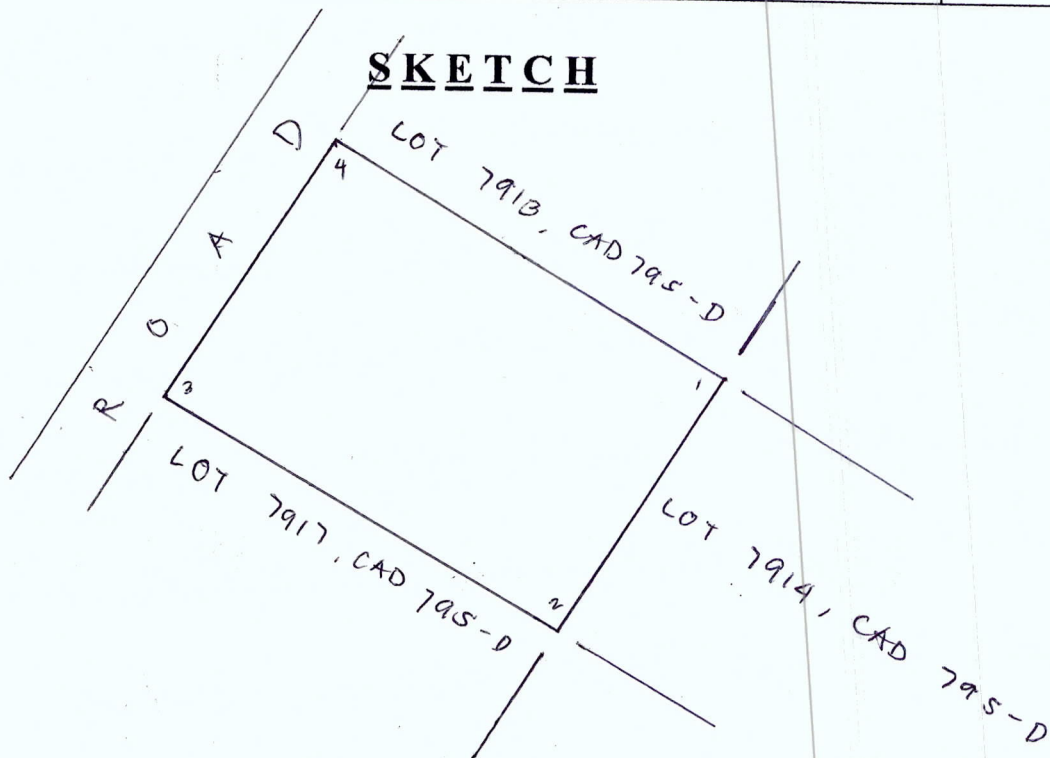 SKETCH
LOT 7913, CAD 795-D
ROAD
4
1
3
LOT 7914, CAD 795-D
LOT 7917, CAD 795-D
2